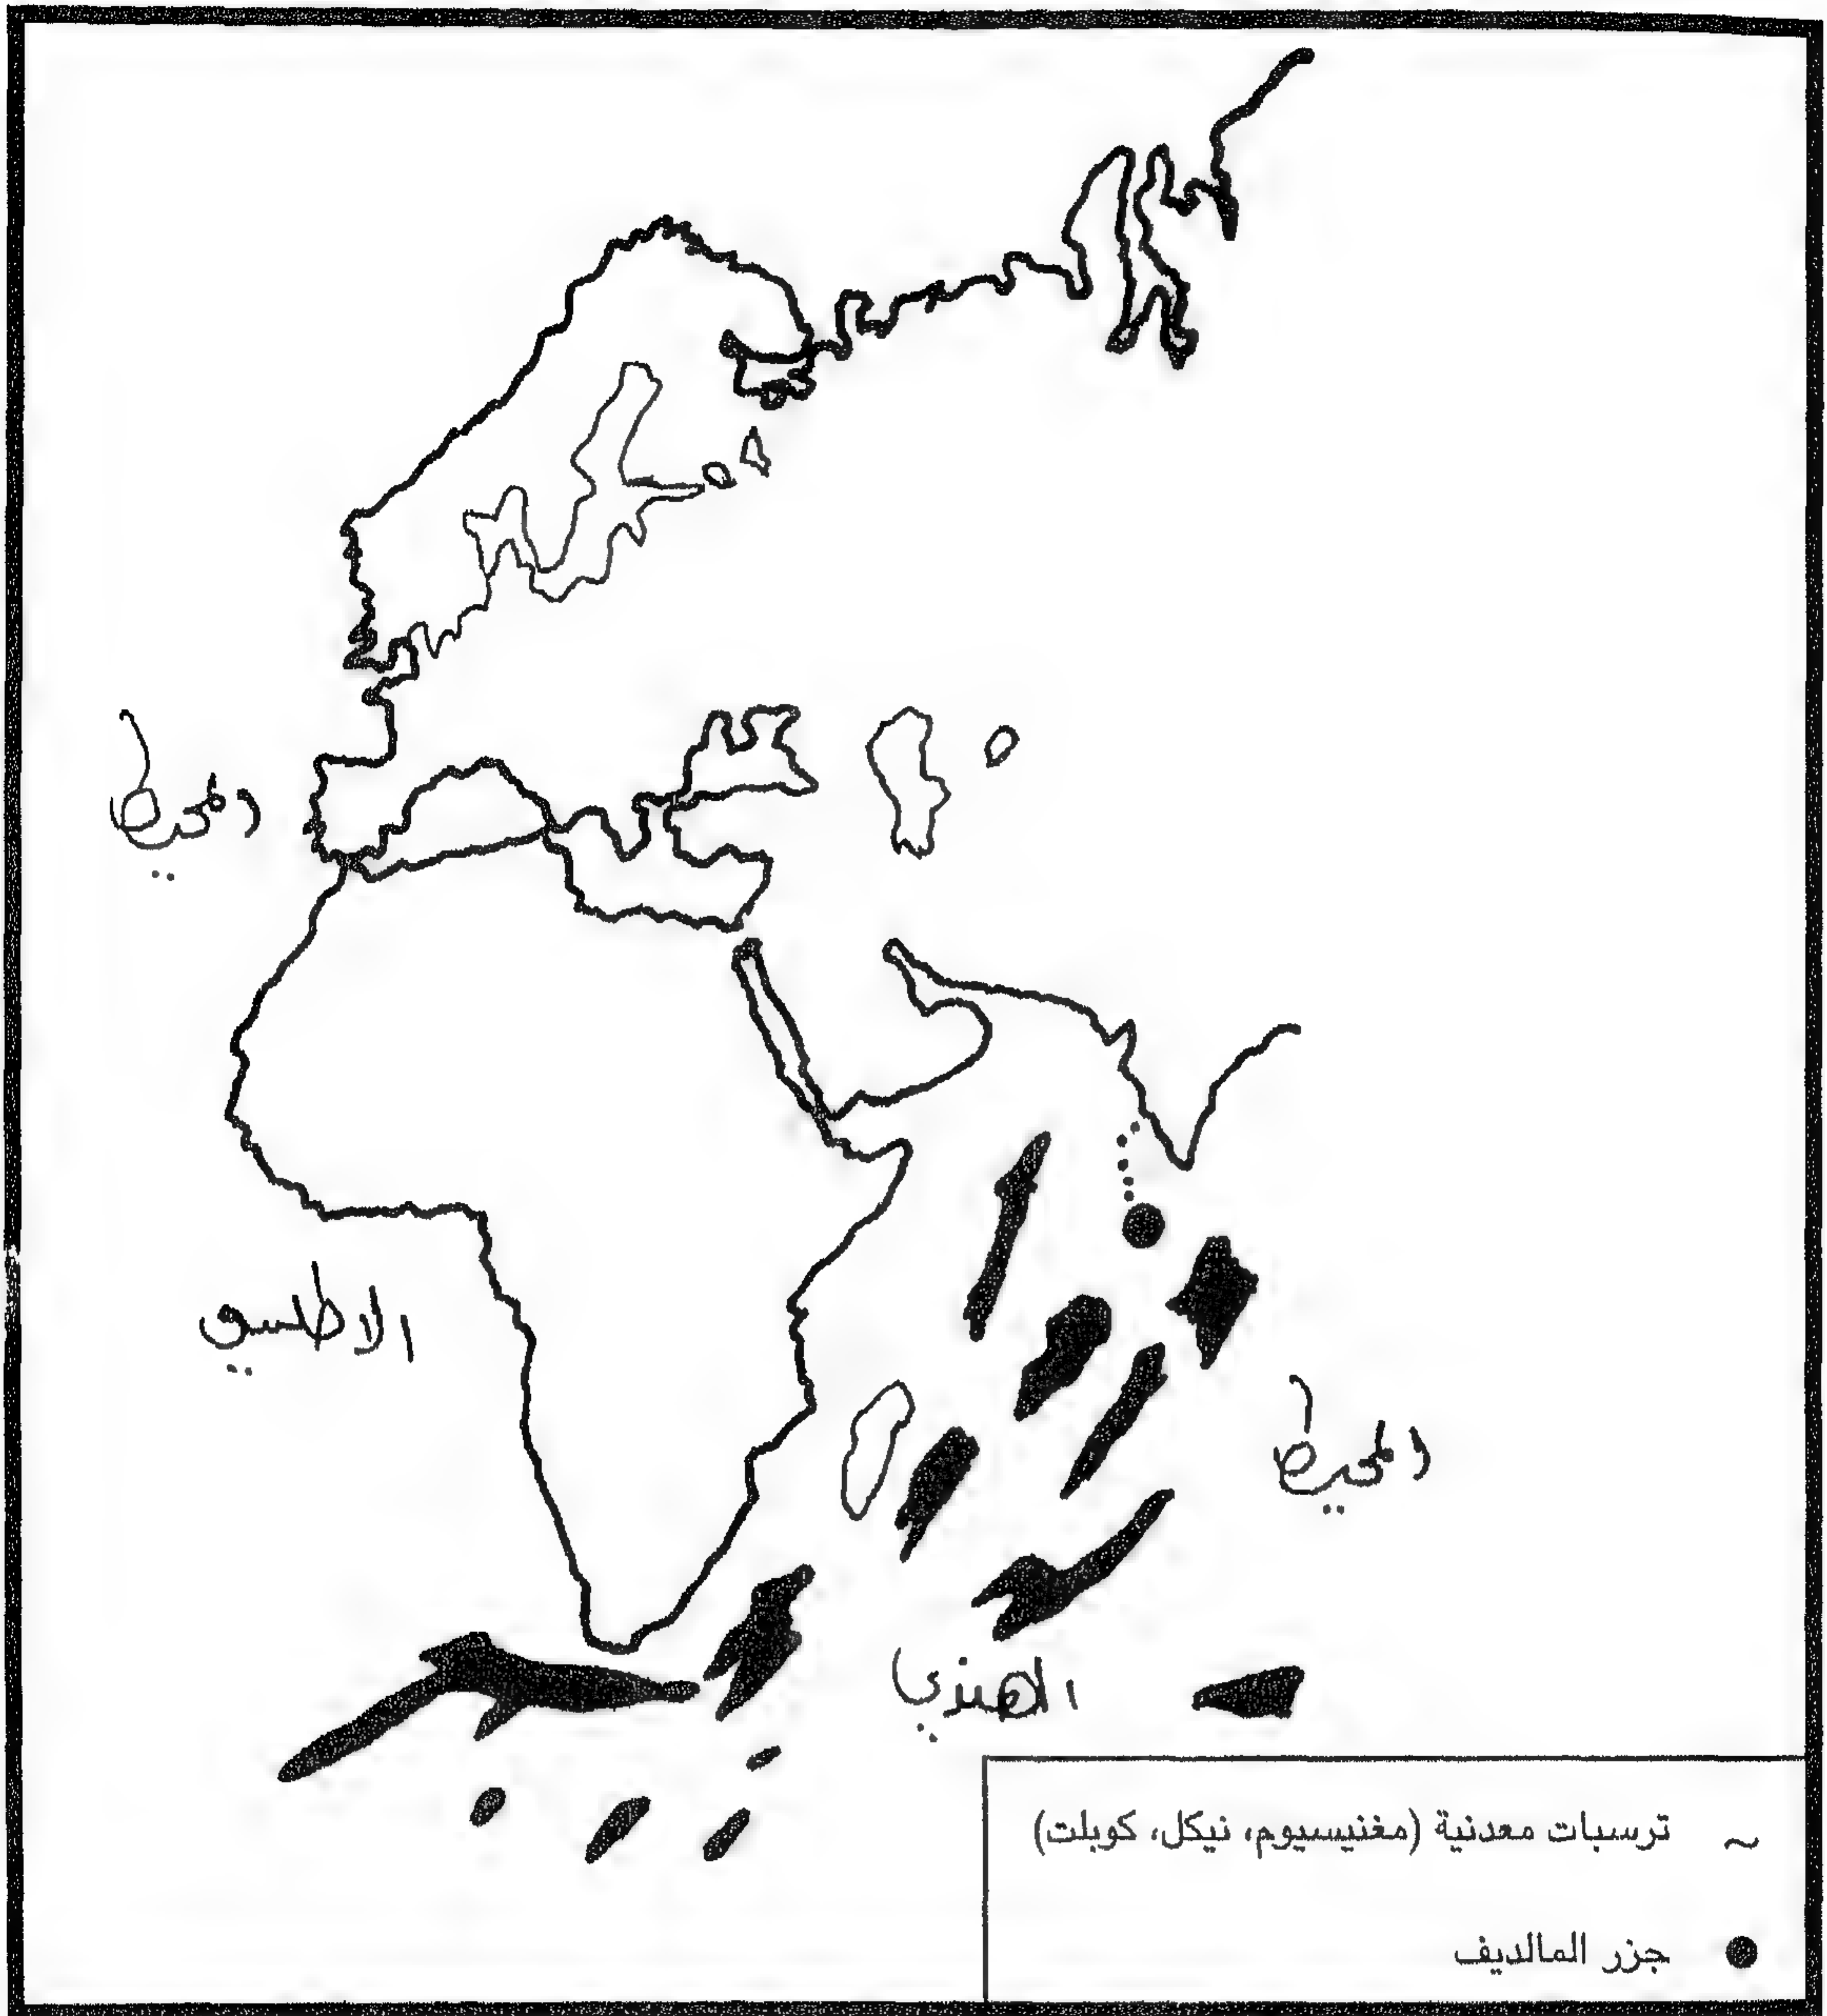 المحيط
الاطلسي
المحيط
الهندي
~ ترسبات معدنية (مغنيسيوم، نيكل، كوبلت)
● جزر المالديف